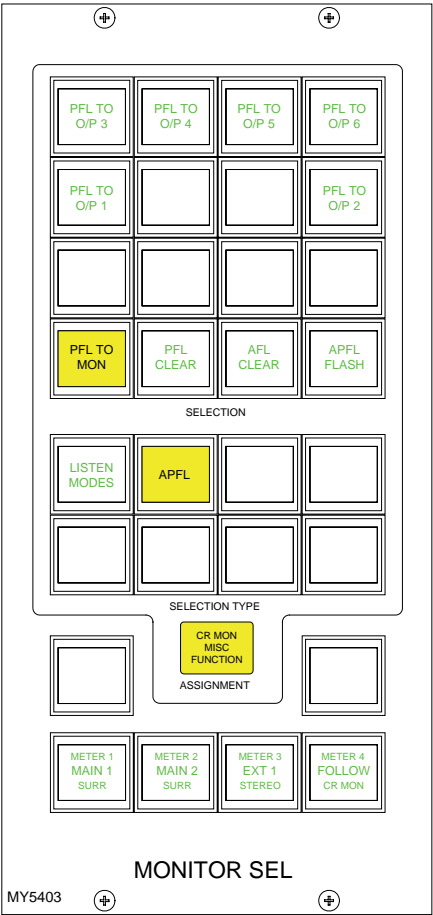 PFL TO
O/P 3
PFL TO
O/P 4
PFL TO
O/P 5
PFL TO
O/P 6
PFL TO
O/P 1
PFL TO
O/P 2
PFL TO
MON
PFL
CLEAR
AFL
CLEAR
APFL
FLASH
SELECTION
LISTEN
MODES
APFL
SELECTION TYPE
CR MON
MISC
FUNCTION
ASSIGNMENT
METER 1
MAIN 1
SURR
METER 2
MAIN 2
SURR
METER 3
EXT 1
STEREO
METER 4
FOLLOW
CR MON
MONITOR SEL
MY5403